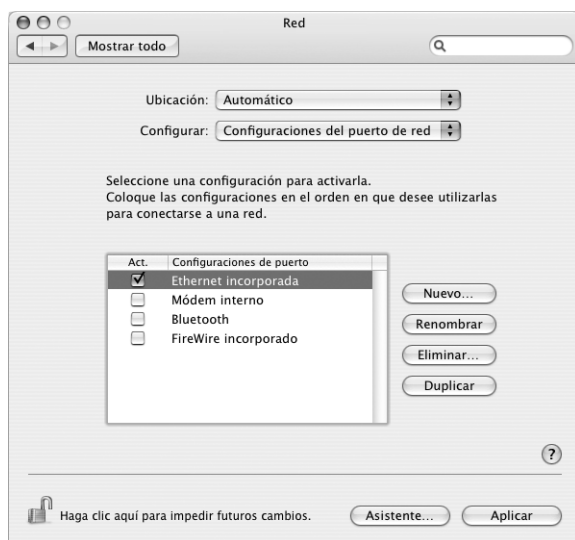 Red
Mostrar todo
Ubicación: Automático
Configurar: Configuraciones del puerto de red
Seleccione una configuración para activarla.
Coloque las configuraciones en el orden en que desee utilizarlas
para conectarse a una red.
Act. Configuraciones de puerto
Ethernet incorporada
Módem interno
Bluetooth
FireWire incorporado
Nuevo...
Renombrar
Eliminar...
Duplicar
?
Haga clic aquí para impedir futuros cambios.
Asistente...
Aplicar